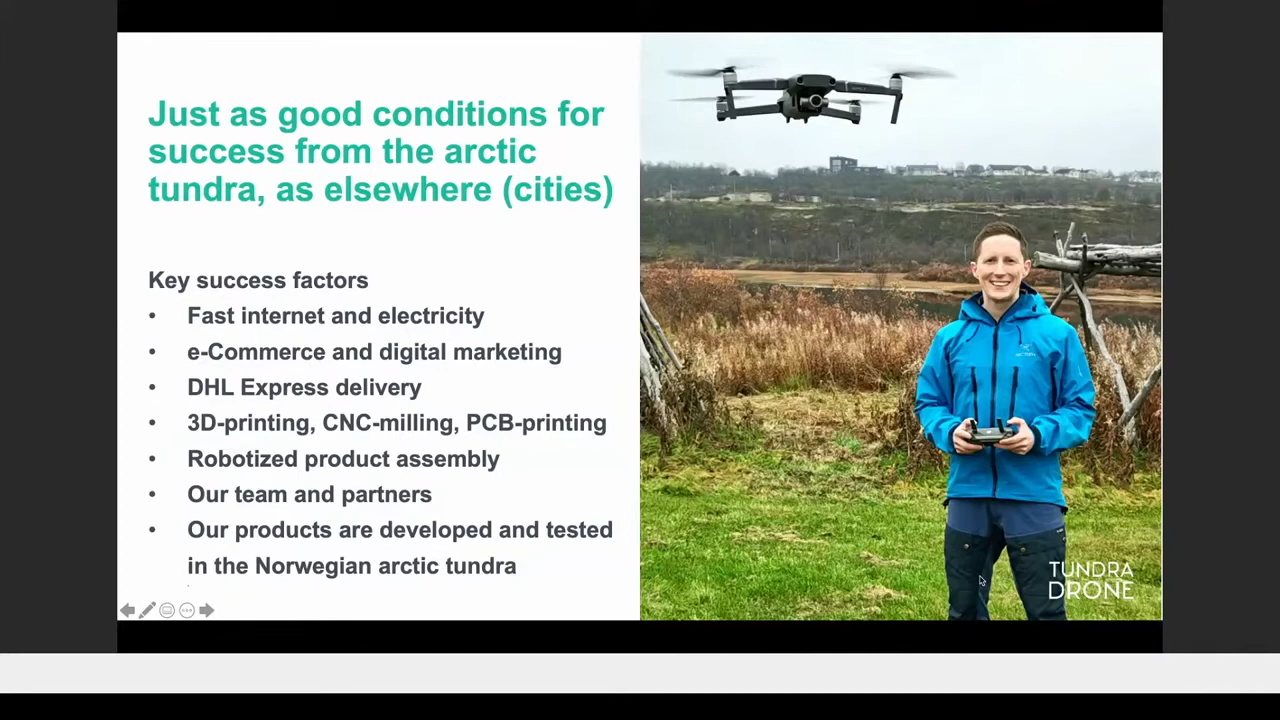 Just as good conditions for
success from the arctic
tundra, as elsewhere (cities)
Key success factors
• Fast internet and electricity
• e-Commerce and digital marketing
• DHL Express delivery
• 3D-printing, CNC-milling, PCB-printing
• Robotized product assembly
• Our team and partners
• Our products are developed and tested
in the Norwegian arctic tundra
TUNDRA
DRONE